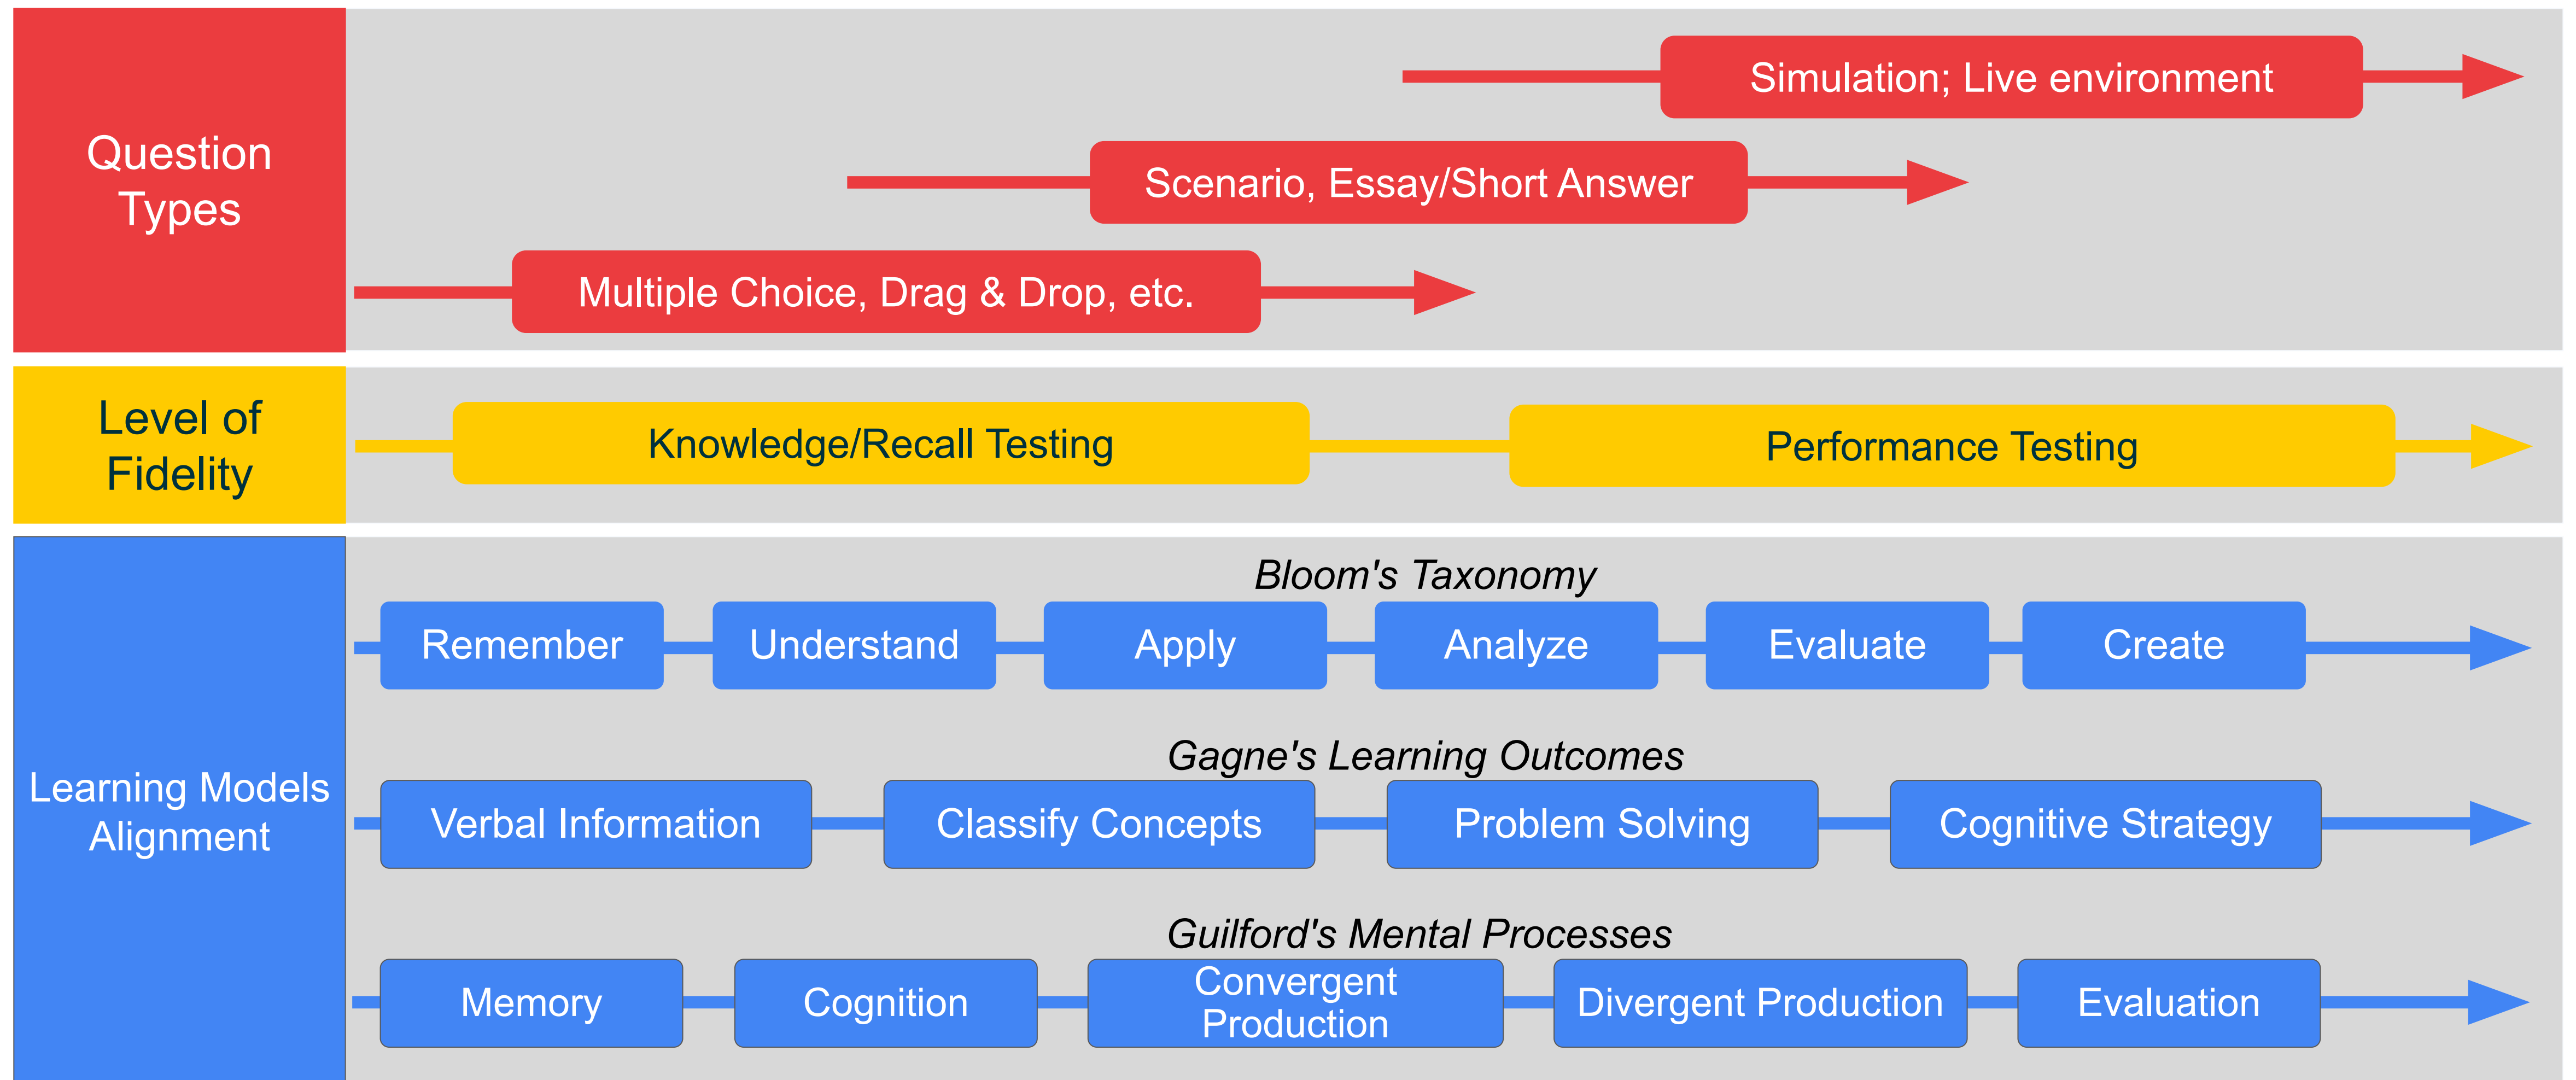 Question
Types
Simulation; Live environment
Scenario, Essay/Short Answer
Multiple Choice, Drag & Drop, etc.
Level of
Fidelity
Knowledge/Recall Testing
Performance Testing
Learning Models
Alignment
Bloom's Taxonomy
Remember
Understand
Apply
Analyze
Evaluate
Create
Gagne's Learning Outcomes
Verbal Information
Classify Concepts
Problem Solving
Cognitive Strategy
Guilford's Mental Processes
Memory
Cognition
Convergent
Production
Divergent Production
Evaluation